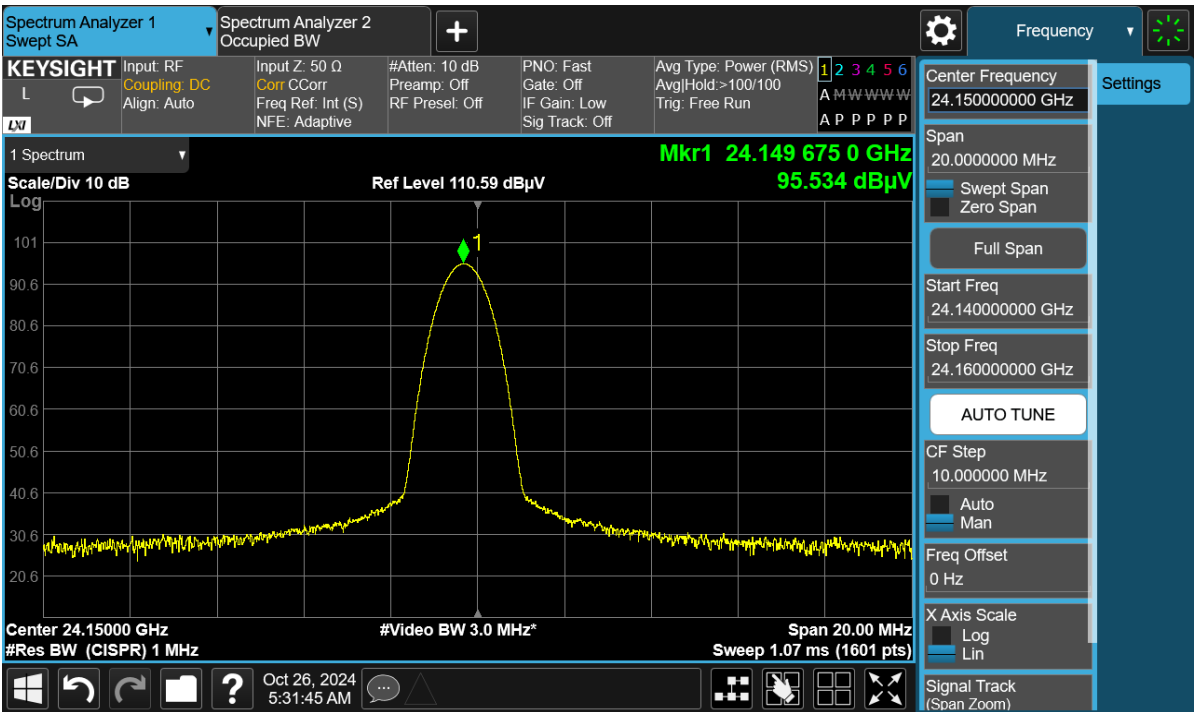 Spectrum Analyzer 1
Swept SA
Spectrum Analyzer 2
Occupied BW
Frequency
KEYSIGHT
L
LXI
Input: RF
Coupling: DC
Align: Auto
Input Z: 50 Ω
Corr CCorr
Freq Ref: Int (S)
NFE: Adaptive
#Atten: 10 dB
Preamp: Off
RF Presel: Off
PNO: Fast
Gate: Off
IF Gain: Low
Sig Track: Off
Avg Type: Power (RMS)
Avg|Hold:>100/100
Trig: Free Run
1 2 3 4 5 6
A M W W W W
A P P P P P
1 Spectrum
Mkr1 24.149 675 0 GHz
Scale/Div 10 dB
Ref Level 110.59 dBµV
95.534 dBµV
Log
1
101
90.6
80.6
70.6
60.6
50.6
40.6
30.6
20.6
Center 24.15000 GHz
#Video BW 3.0 MHz*
Span 20.00 MHz
#Res BW (CISPR) 1 MHz
Sweep 1.07 ms (1601 pts)
?
Oct 26, 2024
5:31:45 AM
Center Frequency
24.150000000 GHz
Settings
Span
20.0000000 MHz
Swept Span
Zero Span
Full Span
Start Freq
24.140000000 GHz
Stop Freq
24.160000000 GHz
AUTO TUNE
CF Step
10.000000 MHz
Auto
Man
Freq Offset
0 Hz
X Axis Scale
Log
Lin
Signal Track
(Span Zoom)